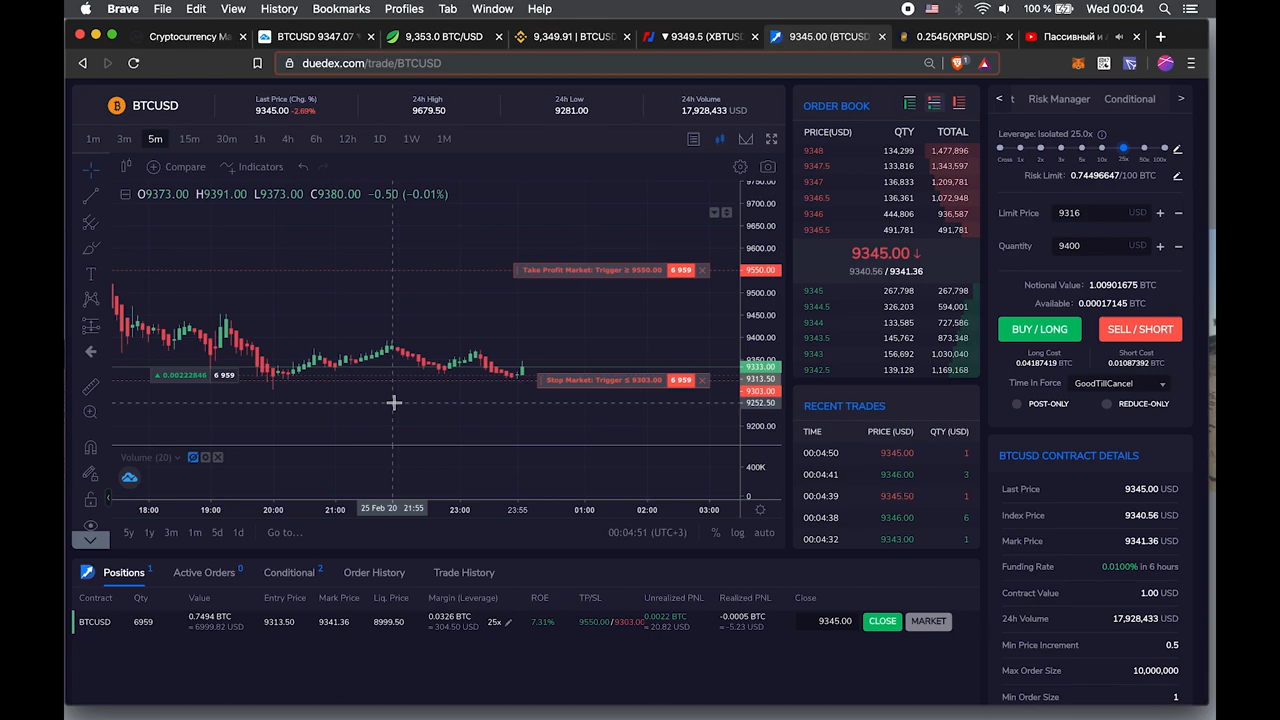 Brave File Edit View History Bookmarks Profiles Tab Window Help 100 % Wed 00:04
Cryptocurrency Ma × BTCUSD 9347.07 × 9,353.0 BTC/USD × 9,349.91 | BTCUSD × ▼ 9349.5 (XBTUS × 9345.00 (BTCUSD × 0.2545(XRPUSD)- × Пассивный и × +
duedex.com/trade/BTCUSD 1
BTCUSD
Last Price (Chg. %) 24h High 24h Low 24h Volume
9345.00 -2.69% 9679.50 9281.00 17,928,433 USD
1m 3m 5m 15m 30m 1h 4h 6h 12h 1D 1W 1M
Compare Indicators
O9373.00 H9391.00 L9373.00 C9380.00 −0.50 (−0.01%)
9750.00
9700.00
9650.00
9600.00
Take Profit Market: Trigger ≥ 9550.00 6 959 × 9550.00
9500.00
9450.00
9400.00
9350.00
9333.00
▲ 0.00222846 6 959
Stop Market: Trigger ≤ 9303.00 6 959 × 9313.50
9303.00
9252.50
9200.00
Volume (20)
400K
0
18:00 19:00 20:00 21:00 25 Feb '20 21:55 23:00 23:55 01:00 02:00 03:00
5y 1y 3m 1m 5d 1d Go to... 00:04:51 (UTC+3) % log auto
ORDER BOOK
PRICE(USD) QTY TOTAL
9348 134,299 1,477,896
9347.5 133,816 1,343,597
9347 136,833 1,209,781
9346.5 136,361 1,072,948
9346 444,806 936,587
9345.5 491,781 491,781
9345.00 ↓
9340.56 / 9341.36
9345 267,798 267,798
9344.5 326,203 594,001
9344 133,585 727,586
9343.5 145,762 873,348
9343 156,692 1,030,040
9342.5 139,128 1,169,168
RECENT TRADES
TIME PRICE (USD) QTY (USD)
00:04:50 9345.00 1
00:04:41 9346.00 3
00:04:39 9345.50 1
00:04:38 9346.00 6
00:04:32 9343.00 1
< t Risk Manager Conditional >
Leverage: Isolated 25.0x
Cross 1x 2x 3x 5x 10x 25x 50x 100x
Risk Limit: 0.74496647/100 BTC
Limit Price 9316 USD + −
Quantity 9400 USD + −
Notional Value: 1.00901675 BTC
Available: 0.00017145 BTC
BUY / LONG SELL / SHORT
Long Cost Short Cost
0.04187419 BTC 0.01087372 BTC
Time In Force GoodTillCancel
POST-ONLY REDUCE-ONLY
BTCUSD CONTRACT DETAILS
Last Price 9345.00 USD
Index Price 9340.56 USD
Mark Price 9341.36 USD
Funding Rate 0.0100% in 6 hours
Contract Value 1.00 USD
24h Volume 17,928,433 USD
Min Price Increment 0.5
Max Order Size 10,000,000
Min Order Size 1
Positions 1 Active Orders 0 Conditional 2 Order History Trade History
Contract Qty Value Entry Price Mark Price Liq. Price Margin (Leverage) ROE TP/SL Unrealized PNL Realized PNL Close
BTCUSD 6959 0.7494 BTC ≈ 6999.82 USD 9313.50 9341.36 8999.50 0.0326 BTC ≈ 304.50 USD 25x 7.31% 9550.00/9303.00 0.0022 BTC ≈ 20.82 USD -0.0005 BTC ≈ -5.23 USD 9345.00 CLOSE MARKET